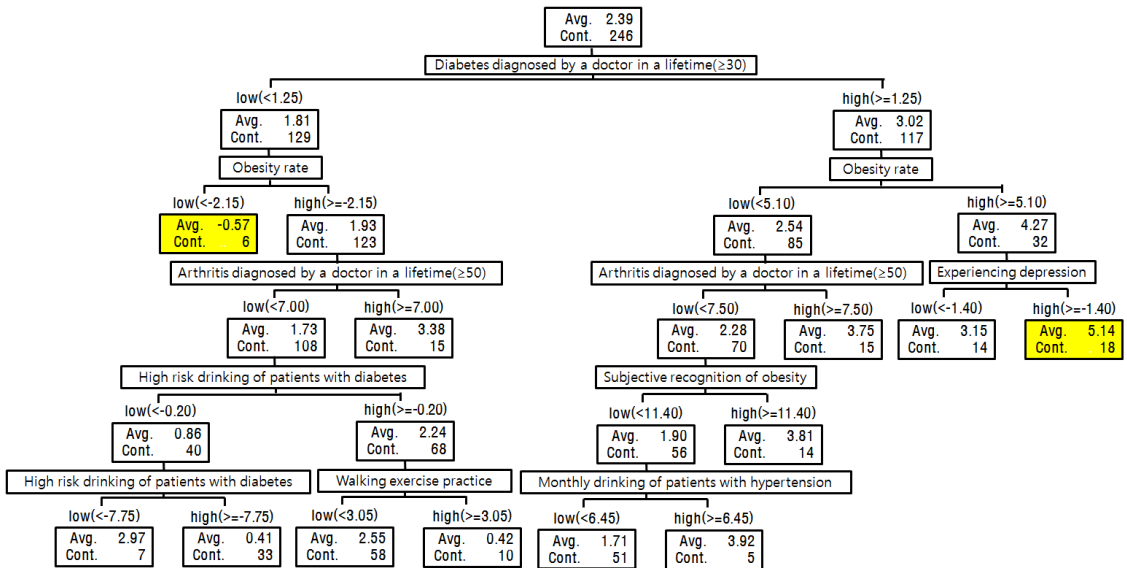 Avg. 2.39
Cont. 246
Diabetes diagnosed by a doctor in a lifetime(≥30)
low(<1.25)
high(>=1.25)
Avg. 1.81
Cont. 129
Avg. 3.02
Cont. 117
Obesity rate
Obesity rate
low(<-2.15)
high(>=-2.15)
low(<5.10)
high(>=5.10)
Avg. -0.57
Cont. 6
Avg. 1.93
Cont. 123
Avg. 2.54
Cont. 85
Avg. 4.27
Cont. 32
Arthritis diagnosed by a doctor in a lifetime(≥50)
Arthritis diagnosed by a doctor in a lifetime(≥50)
Experiencing depression
low(<7.00)
high(>=7.00)
low(<7.50)
high(>=7.50)
low(<-1.40)
high(>=-1.40)
Avg. 1.73
Cont. 108
Avg. 3.38
Cont. 15
Avg. 2.28
Cont. 70
Avg. 3.75
Cont. 15
Avg. 3.15
Cont. 14
Avg. 5.14
Cont. 18
High risk drinking of patients with diabetes
Subjective recognition of obesity
low(<-0.20)
high(>=-0.20)
low(<11.40)
high(>=11.40)
Avg. 0.86
Cont. 40
Avg. 2.24
Cont. 68
Avg. 1.90
Cont. 56
Avg. 3.81
Cont. 14
High risk drinking of patients with diabetes
Walking exercise practice
Monthly drinking of patients with hypertension
low(<-7.75)
high(>=-7.75)
low(<3.05)
high(>=3.05)
low(<6.45)
high(>=6.45)
Avg. 2.97
Cont. 7
Avg. 0.41
Cont. 33
Avg. 2.55
Cont. 58
Avg. 0.42
Cont. 10
Avg. 1.71
Cont. 51
Avg. 3.92
Cont. 5